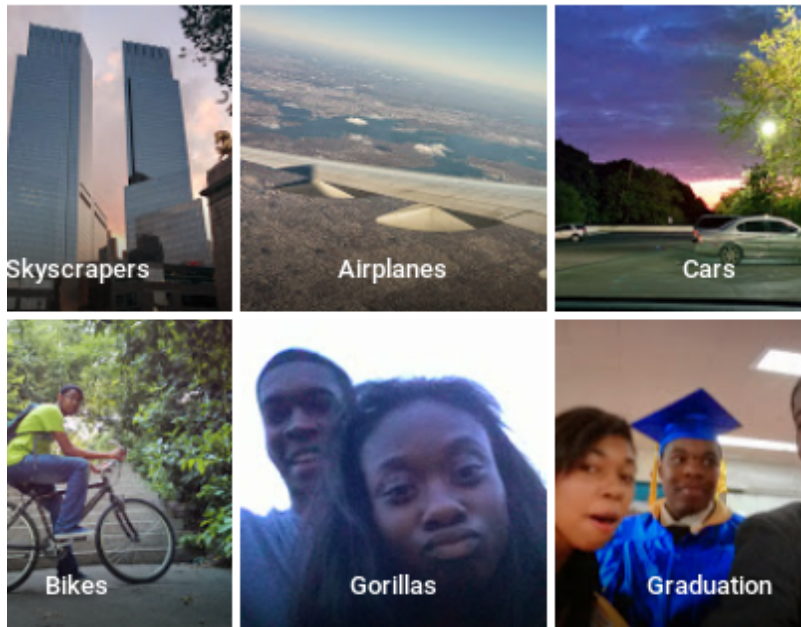 Skyscrapers
Airplanes
Cars
Bikes
Gorillas
Graduation